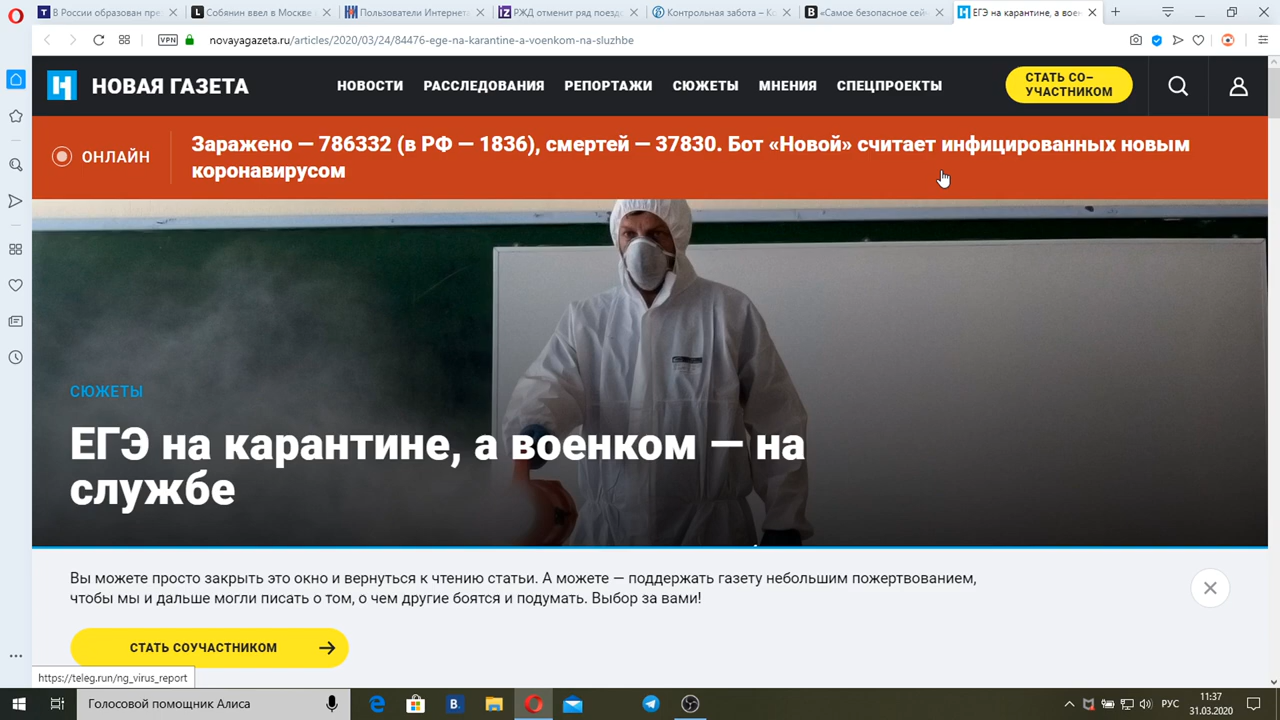 В России образован пре
Собянин ввел в Москве
Пользователи Интернет
РЖД отменит ряд поезд
Контрольная забота – Ко
«Самое безопасное сей
ЕГЭ на карантине, а воен
VPN
novayagazeta.ru/articles/2020/03/24/84476-ege-na-karantine-a-voenkom-na-sluzhbe
НОВАЯ ГАЗЕТА
НОВОСТИ РАССЛЕДОВАНИЯ РЕПОРТАЖИ СЮЖЕТЫ МНЕНИЯ СПЕЦПРОЕКТЫ
СТАТЬ СО–
УЧАСТНИКОМ
ОНЛАЙН
Заражено — 786332 (в РФ — 1836), смертей — 37830. Бот «Новой» считает инфицированных новым
коронавирусом
СЮЖЕТЫ
ЕГЭ на карантине, а военком — на
службе
Вы можете просто закрыть это окно и вернуться к чтению статьи. А можете — поддержать газету небольшим пожертвованием,
чтобы мы и дальше могли писать о том, о чем другие боятся и подумать. Выбор за вами!
СТАТЬ СОУЧАСТНИКОМ
https://teleg.run/ng_virus_report
Голосовой помощник Алиса
РУС
11:37
31.03.2020